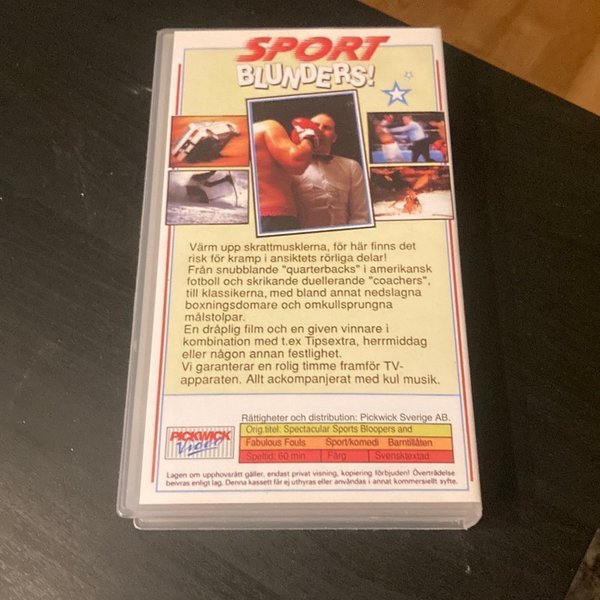 SPORT
BLUNDERS!
Värm upp skrattmusklerna, för här finns det
risk för kramp i ansiktets rörliga delar!
Från snubblande "quarterbacks" i amerikansk
fotboll och skrikande duellerande "coachers",
till klassikerna, med bland annat nedslagna
boxningsdomare och omkullsprungna
målstolpar.
En dråplig film och en given vinnare i
kombination med t.ex Tipsextra, herrmiddag
eller någon annan festlighet.
Vi garanterar en rolig timme framför TV-
apparaten. Allt ackompanjerat med kul musik.
Rättigheter och distribution: Pickwick Sverige AB.
PICKWICK
Video
Orig.titel: Spectacular Sports Bloopers and
Fabulous Fouls Sport/komedi Barntillåten
Speltid: 60 min. Färg Svensktextad
Lagen om upphovsrätt gäller, endast privat visning, kopiering förbjuden! Överträdelse
beivras enligt lag. Denna kassett får ej uthyras eller användas i annat kommersiellt syfte.